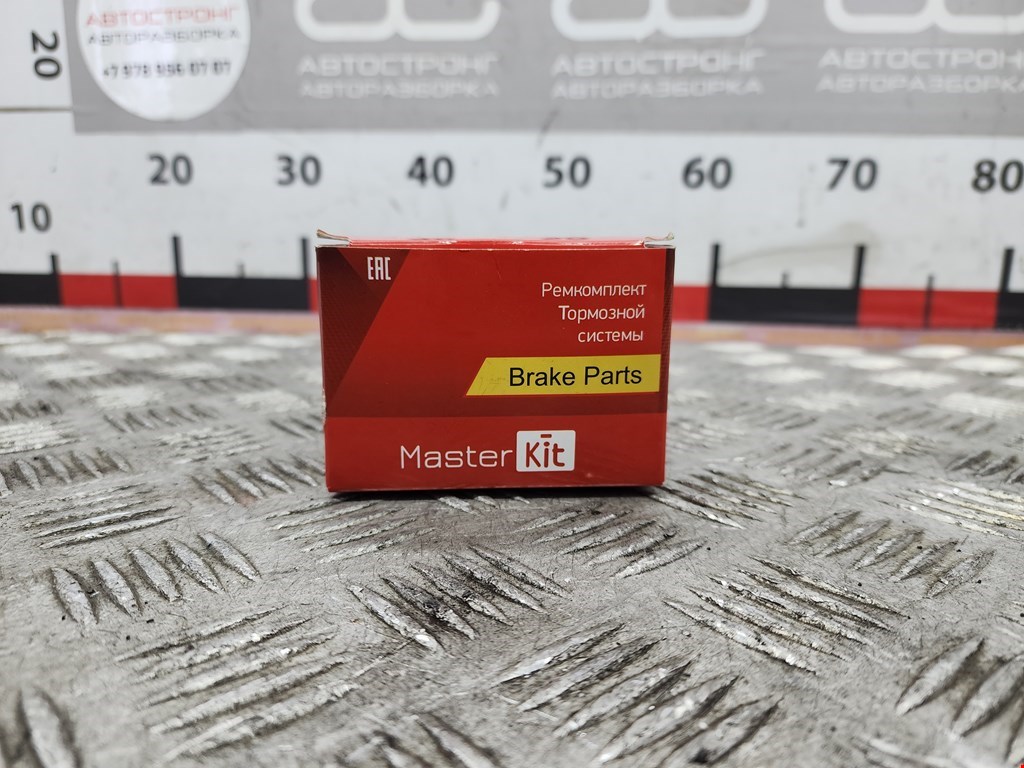 АВТОСТРОНГ
АВТОРАЗБОРКА
+7 978 956 07 07
АВТОСТРОНГ
АВТОРАЗБОРКА
АВТОСТРОНГ
АВТОРАЗБОРКА
АВТОСТРОНГ
АВТОРАЗБОРКА
20
10
20
30
40
50
60
70
80
EAC
Ремкомплект
Тормозной
системы
Brake Parts
Master Kit